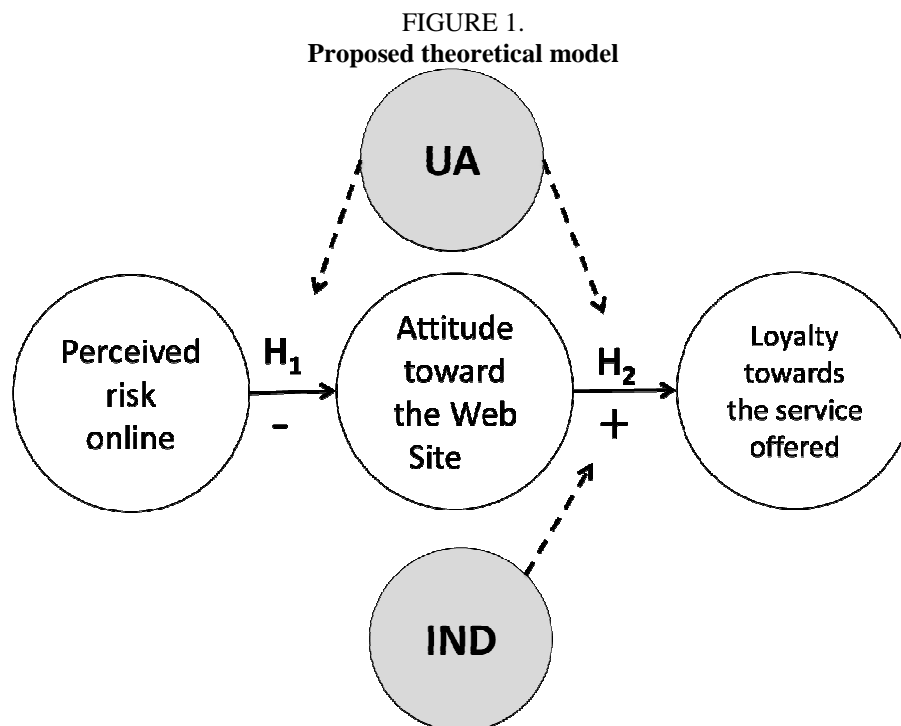 FIGURE 1.
Proposed theoretical model
UA
Perceived
risk
online
H₁
-
Attitude
toward
the Web
Site
H₂
+
Loyalty
towards
the service
offered
IND